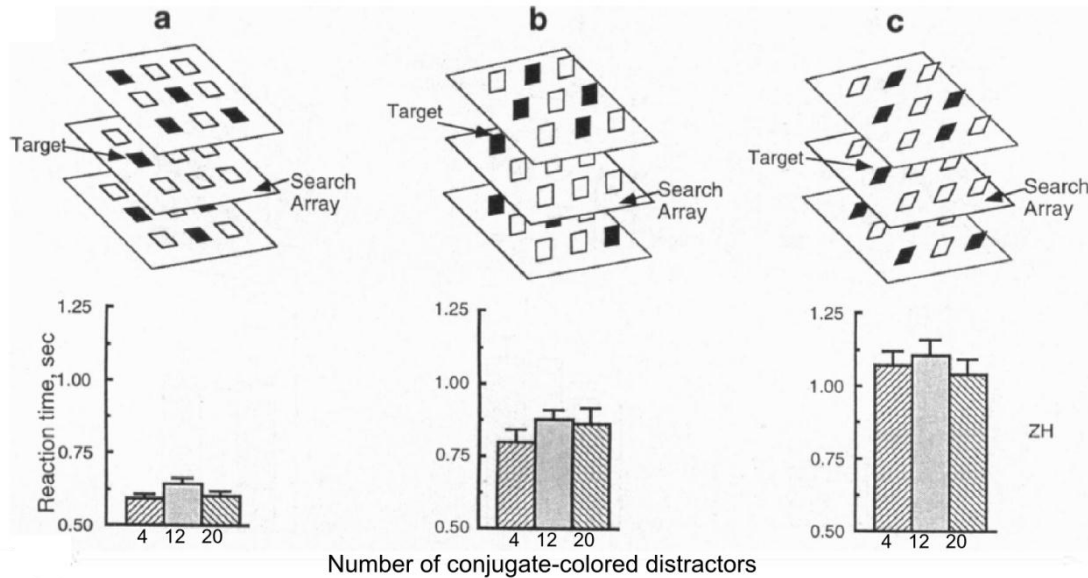 a
b
c
Target
Search
Array
Target
Search
Array
Target
Search
Array
Reaction time, sec
1.25
1.00
0.75
0.50
4 12 20
1.25
1.00
0.75
0.50
4 12 20
1.25
1.00
0.75
0.50
4 12 20
ZH
Number of conjugate-colored distractors